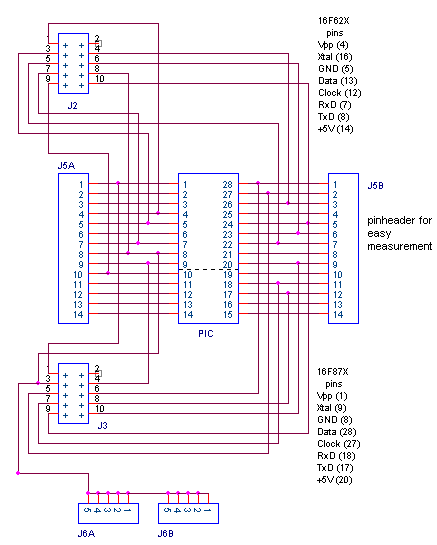 16F62X
pins
Vpp (4)
Xtal (16)
GND (5)
Data (13)
Clock (12)
RxD (7)
TxD (8)
+5V (14)
1 2
3 4
5 6
7 8
9 10
J2
J5A
J5B
1 1 28 1
2 2 27 2
3 3 26 3
4 4 25 4
5 5 24 5
6 6 23 6
7 7 22 7
8 8 21 8
9 9 20 9
10 10 19 10
11 11 18 11
12 12 17 12
13 13 16 13
14 14 15 14
PIC
pinheader for
easy
measurement
1 2
3 4
5 6
7 8
9 10
J3
16F87X
pins
Vpp (1)
Xtal (9)
GND (8)
Data (28)
Clock (27)
RxD (18)
TxD (17)
+5V (20)
5 4 3 2 1
5 4 3 2 1
J6A
J6B